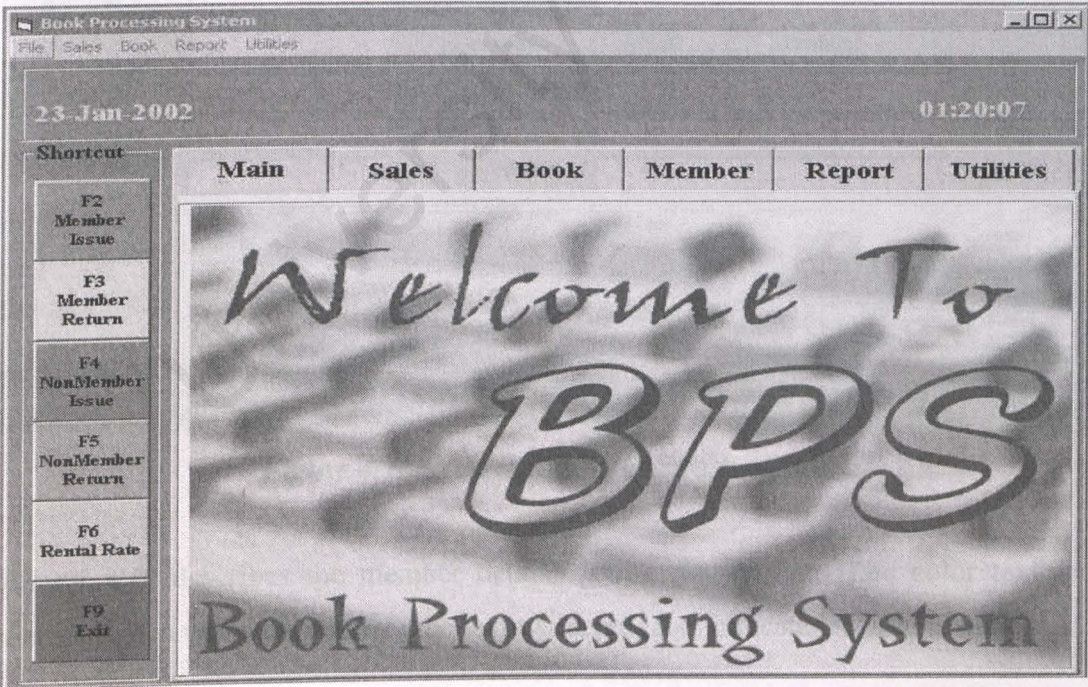 Book Processing System
File Sales Book Report Utilities
23-Jan-2002 01:20:07
Shortcut
Main Sales Book Member Report Utilities
F2
Member
Issue
F3
Member
Return
F4
NonMember
Issue
F5
NonMember
Return
F6
Rental Rate
F9
Exit
Welcome To
BPS
Book Processing System